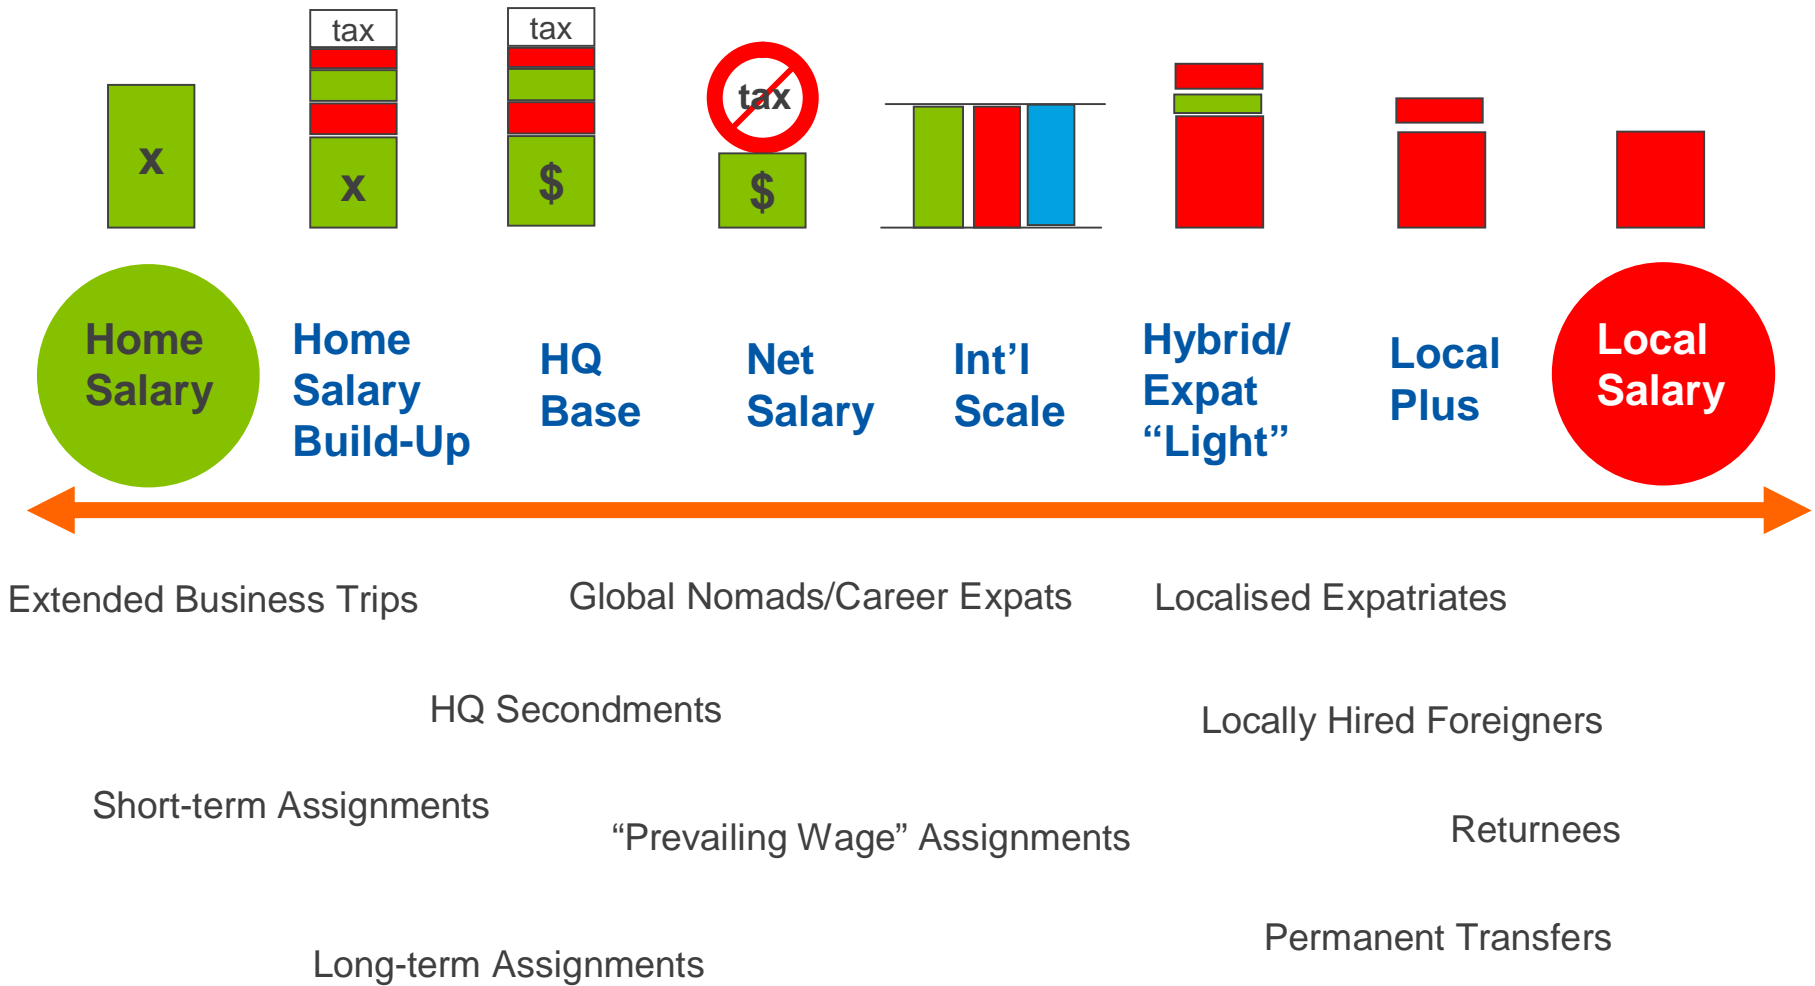 tax
tax
tax
x
x
$
$
Home
Salary
Home
Salary
Build-Up
HQ
Base
Net
Salary
Int’l
Scale
Hybrid/
Expat
“Light”
Local
Plus
Local
Salary
Extended Business Trips
Global Nomads/Career Expats
Localised Expatriates
HQ Secondments
Locally Hired Foreigners
Short-term Assignments
“Prevailing Wage” Assignments
Returnees
Permanent Transfers
Long-term Assignments